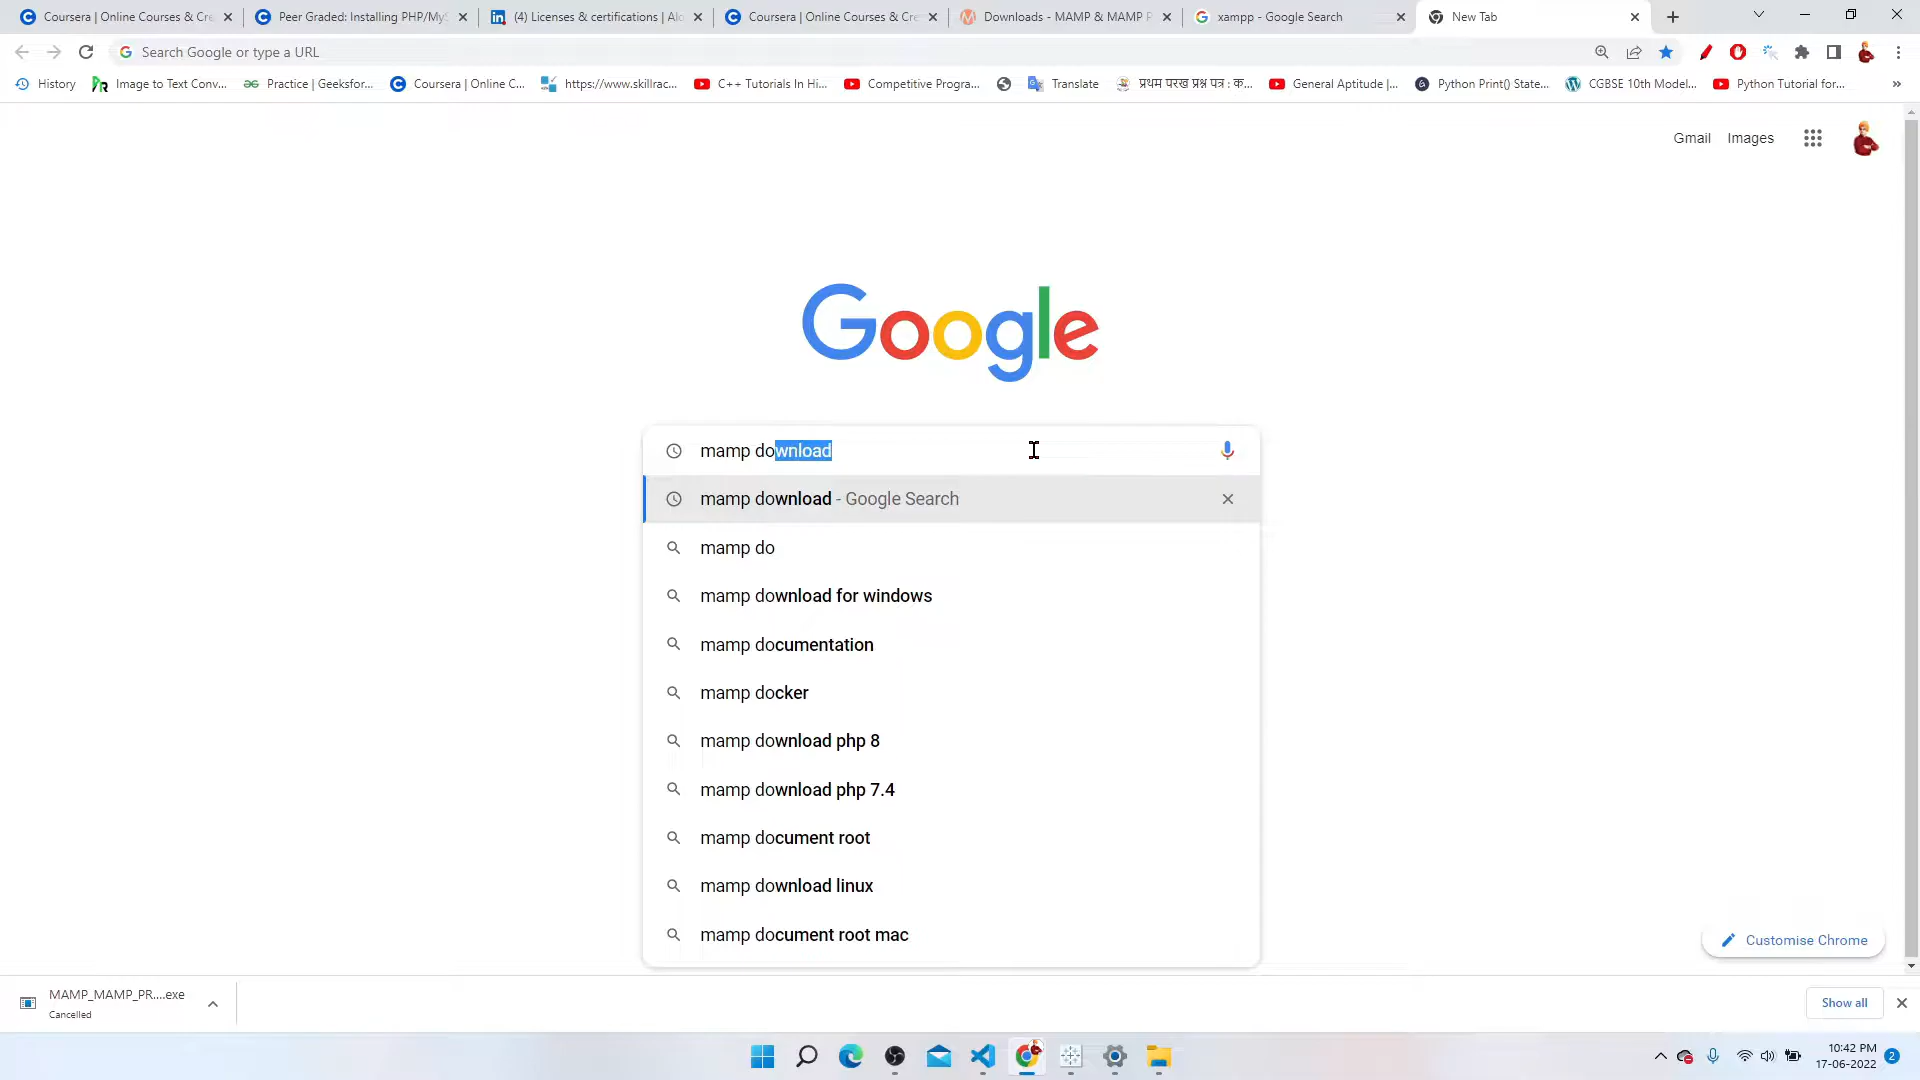 Coursera | Online Courses & Cre
Peer Graded: Installing PHP/MyS
(4) Licenses & certifications | Alo
Coursera | Online Courses & Cre
Downloads - MAMP & MAMP P
xampp - Google Search
New Tab
Search Google or type a URL
History
Image to Text Conv...
Practice | Geeksfor...
Coursera | Online C...
https://www.skillrac...
C++ Tutorials In Hi...
Competitive Progra...
Translate
प्रथम परख प्रश्न पत्र : क...
General Aptitude |...
Python Print() State...
CGBSE 10th Model...
Python Tutorial for...
»
Gmail
Images
Google
mamp download
mamp download - Google Search
mamp do
mamp download for windows
mamp documentation
mamp docker
mamp download php 8
mamp download php 7.4
mamp document root
mamp download linux
mamp document root mac
Customise Chrome
MAMP_MAMP_PR....exe
Cancelled
Show all
10:42 PM
17-06-2022
2